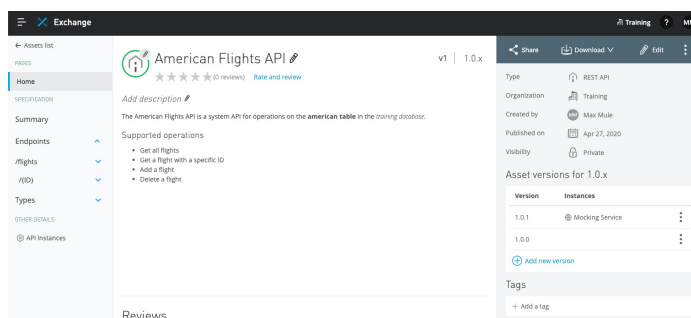 Exchange
Training
?
← Assets list
PAGES
Home
SPECIFICATION
Summary
Endpoints
/flights
/{ID}
Types
OTHER DETAILS
API instances
American Flights API
v1 | 1.0.x
(0 reviews) Rate and review
Add description
The American Flights API is a system API for operations on the american table in the training database.
Supported operations
• Get all flights
• Get a flight with a specific ID
• Add a flight
• Delete a flight
Reviews
Share
Download
Edit
Type REST API
Organization Training
Created by MM Max Mule
Published on Apr 27, 2020
Visibility Private
Asset versions for 1.0.x
Version Instances
1.0.1 Mocking Service
1.0.0
Add new version
Tags
+ Add a tag